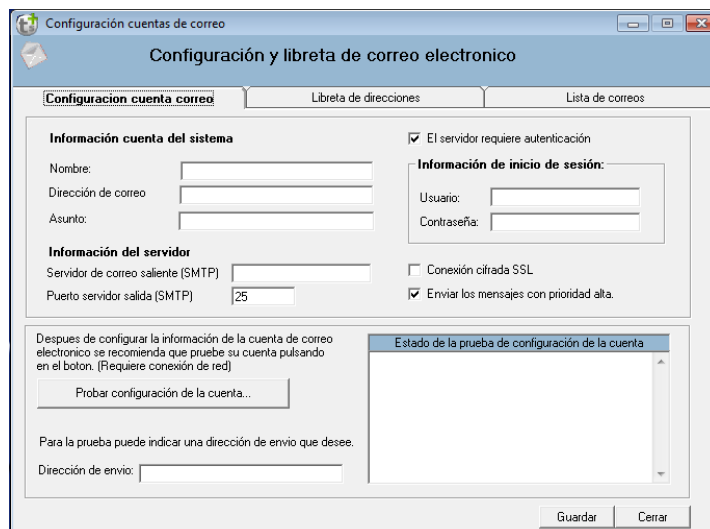 Configuración cuentas de correo
Configuración y libreta de correo electronico
Configuracion cuenta correo
Libreta de direcciones
Lista de correos
Información cuenta del sistema
Nombre:
Dirección de correo
Asunto:
Información del servidor
Servidor de correo saliente (SMTP)
Puerto servidor salida (SMTP)
25
El servidor requiere autenticación
Información de inicio de sesión:
Usuario:
Contraseña:
Conexión cifrada SSL
Enviar los mensajes con prioridad alta.
Despues de configurar la información de la cuenta de correo
electronico se recomienda que pruebe su cuenta pulsando
en el boton. (Requiere conexión de red)
Probar configuración de la cuenta...
Para la prueba puede indicar una dirección de envio que desee.
Dirección de envio:
Estado de la prueba de configuración de la cuenta
Guardar
Cerrar